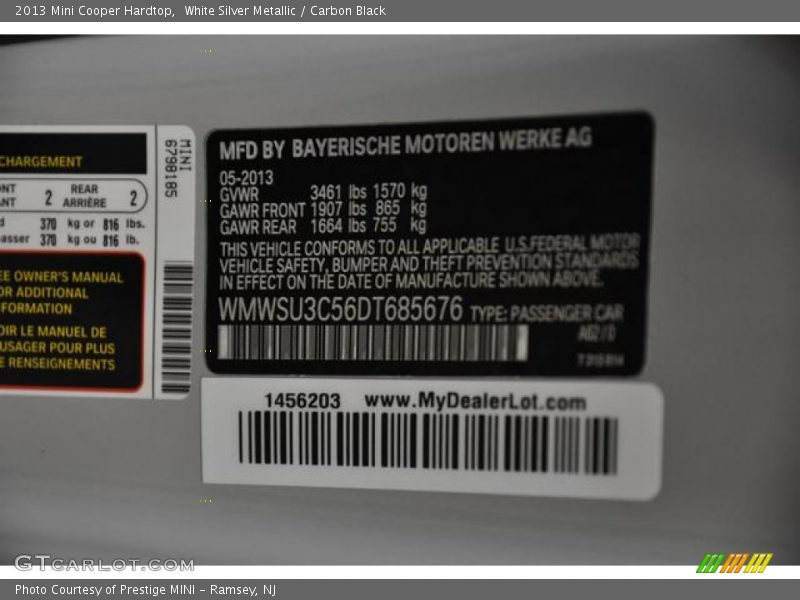 2013 Mini Cooper Hardtop,  White Silver Metallic / Carbon Black
CHARGEMENT
2 REAR 2
ARRIÈRE
370 kg or 816 lbs.
370 kg ou 816 lb.
OWNER'S MANUAL
ADDITIONAL
MANUEL DE
POUR PLUS
RENSEIGNEMENTS
MINI
6798185
MFD BY BAYERISCHE MOTOREN WERKE AG
05-2013
GVWR 3461 lbs 1570 kg
GAWR FRONT 1907 lbs 865 kg
GAWR REAR 1664 lbs 755 kg
THIS VEHICLE CONFORMS TO ALL APPLICABLE U.S.FEDERAL MOTOR
VEHICLE SAFETY, BUMPER AND THEFT PREVENTION STANDARDS
IN EFFECT ON THE DATE OF MANUFACTURE SHOWN ABOVE.
WMWSU3C56DT685676 TYPE: PASSENGER CAR
1456203 www.MyDealerLot.com
GTCARLOT.COM
Photo Courtesy of Prestige MINI - Ramsey, NJ